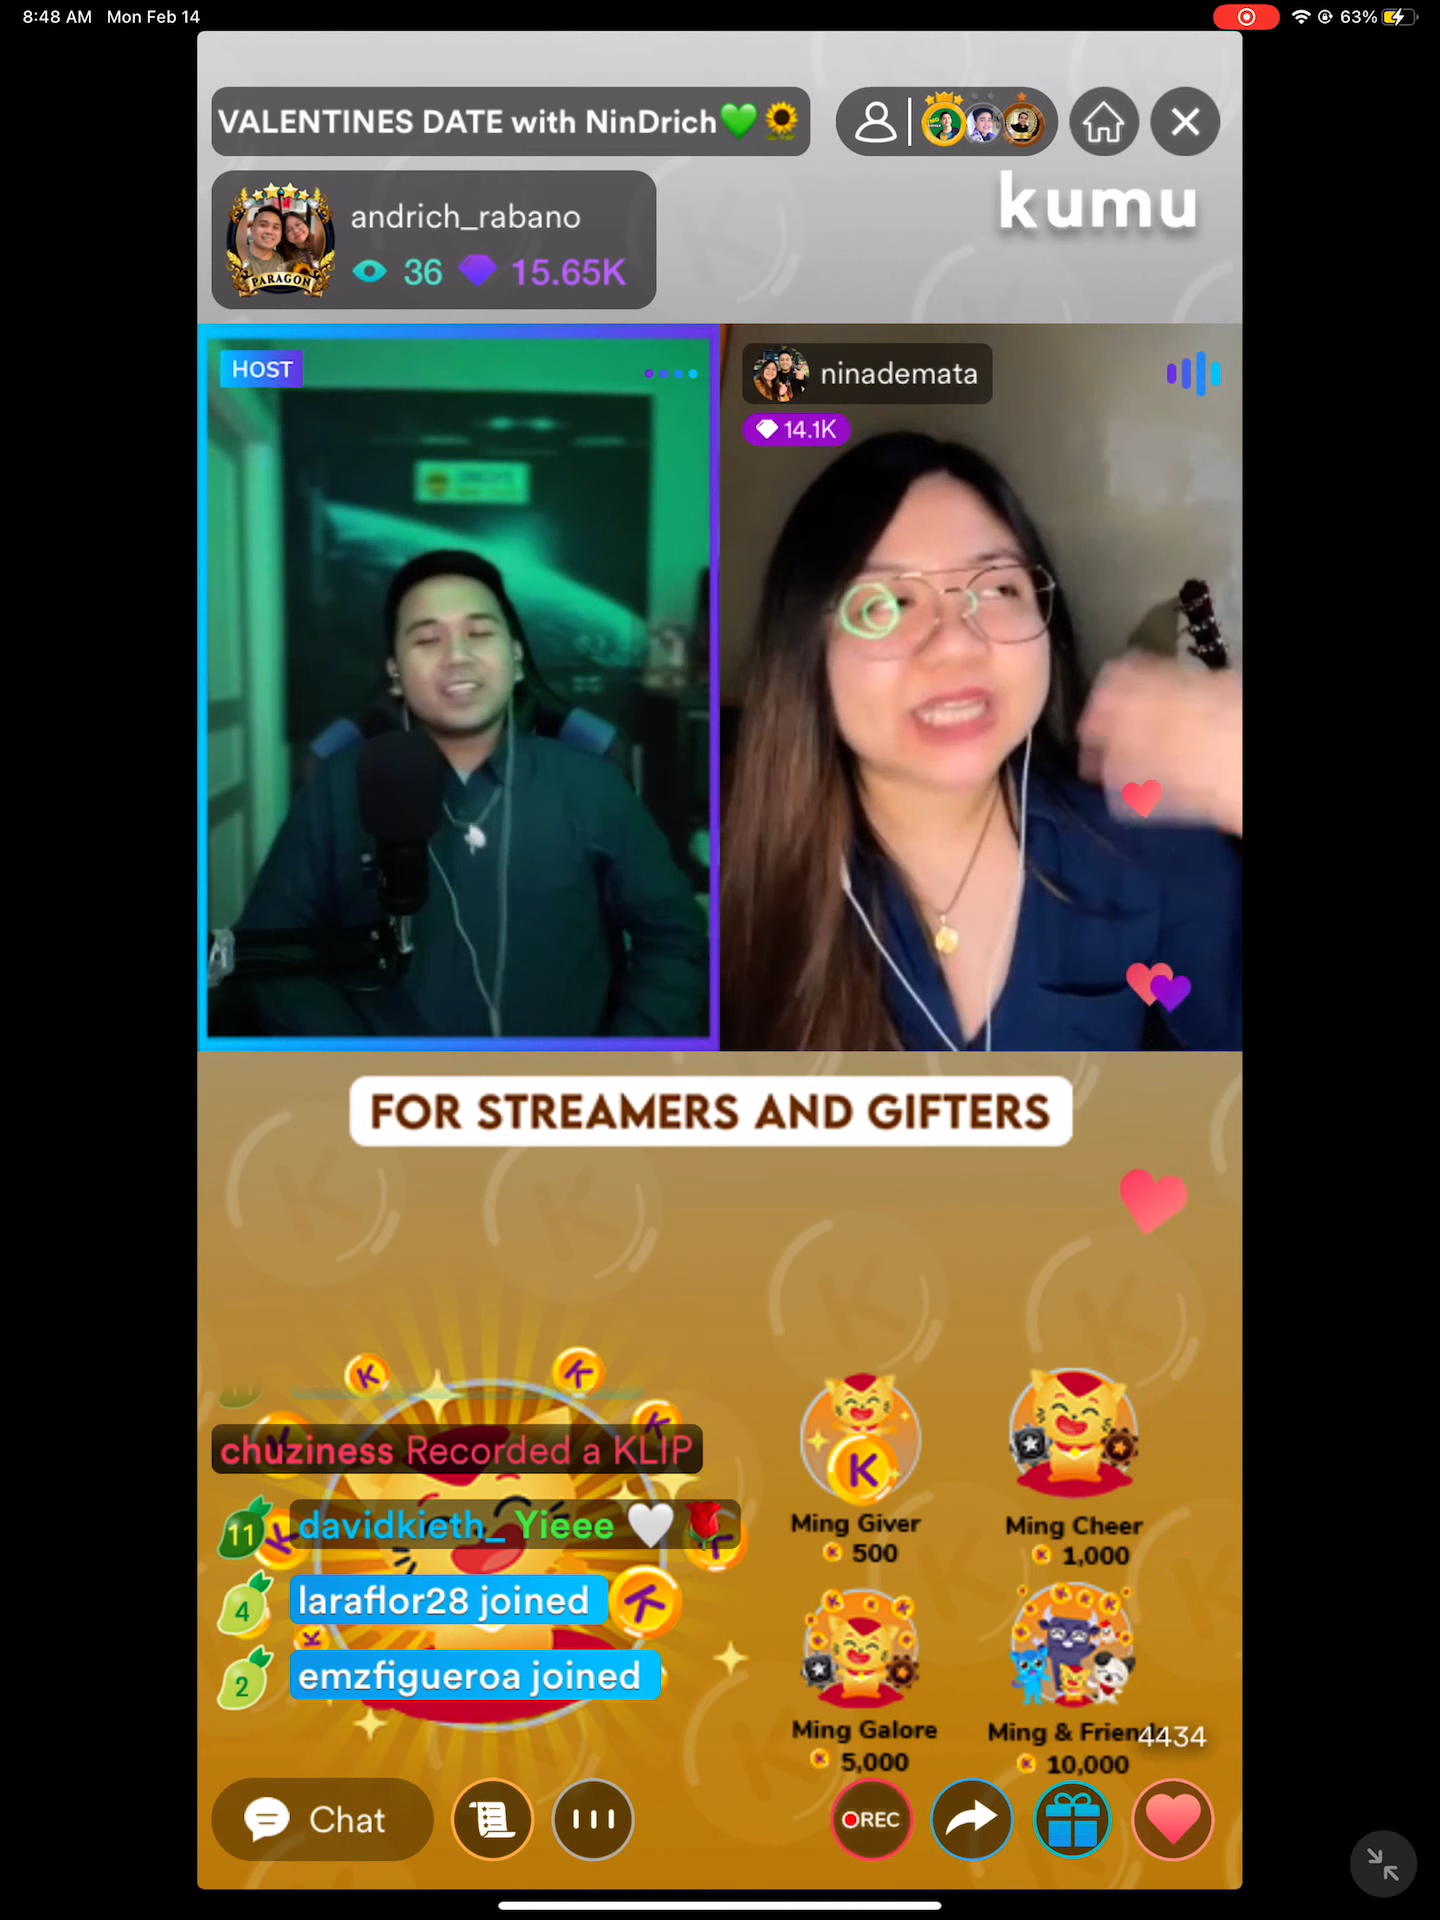 8:48 AM Mon Feb 14
63%
VALENTINES DATE with NinDrich💚🌻
andrich_rabano
36 15.65K
PARAGON
kumu
HOST
ninademata
14.1K
FOR STREAMERS AND GIFTERS
chuziness Recorded a KLIP
11 davidkieth_ Yieee 🤍🌹
4 laraflor28 joined
2 emzfigueroa joined
Ming Giver
500
Ming Cheer
1,000
Ming Galore
5,000
Ming & Friend
10,000
4434
Chat
REC